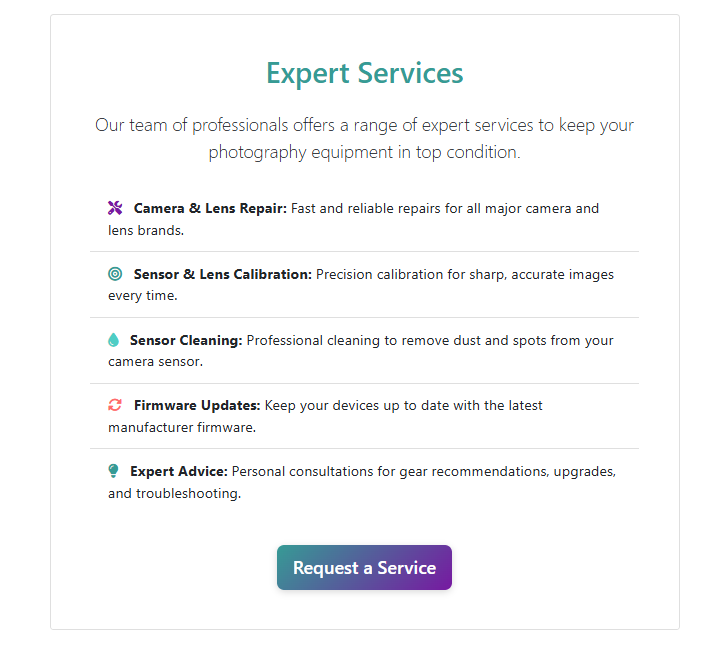 Expert Services
Our team of professionals offers a range of expert services to keep your
photography equipment in top condition.
Camera & Lens Repair: Fast and reliable repairs for all major camera and
lens brands.
Sensor & Lens Calibration: Precision calibration for sharp, accurate images
every time.
Sensor Cleaning: Professional cleaning to remove dust and spots from your
camera sensor.
Firmware Updates: Keep your devices up to date with the latest
manufacturer firmware.
Expert Advice: Personal consultations for gear recommendations, upgrades,
and troubleshooting.
Request a Service